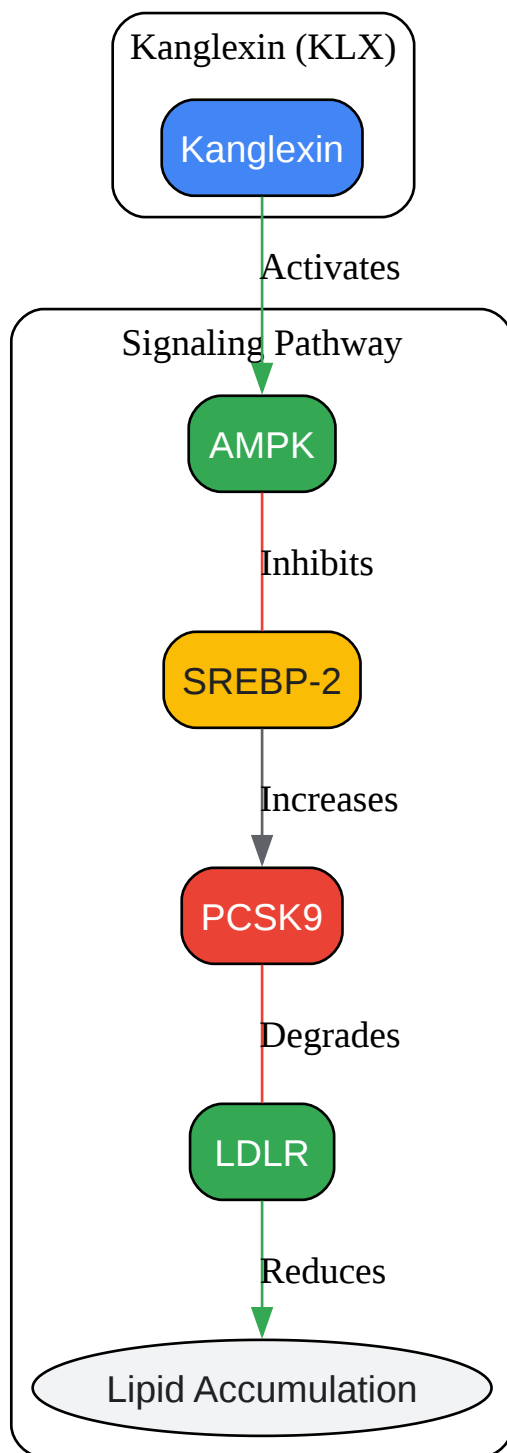 Kanglexin (KLX)
Kanglexin
Activates
Signaling Pathway
AMPK
Inhibits
SREBP-2
Increases
PCSK9
Degrades
LDLR
Reduces
Lipid Accumulation